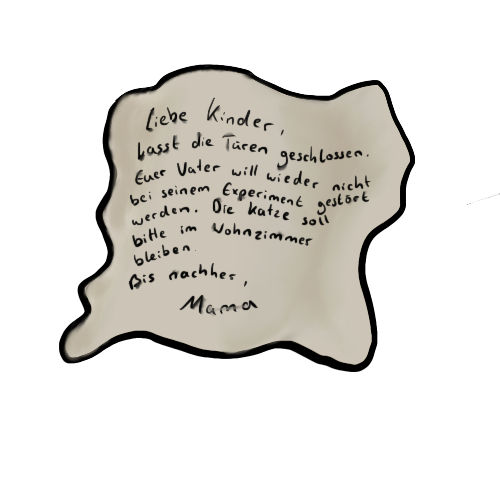 Liebe Kinder,
Lasst die Türen geschlossen.
Euer Vater will wieder nicht
bei seinem Experiment gestört
werden. Die Katze soll
bitte im Wohnzimmer
bleiben.
Bis nachher,
Mama